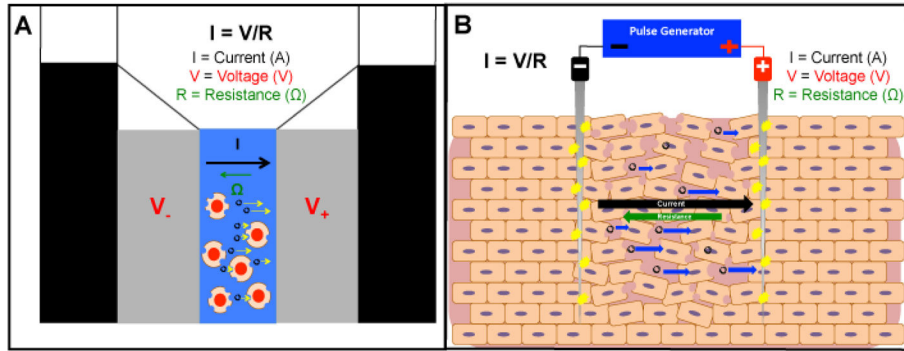 A
I = V/R
I = Current (A)
V = Voltage (V)
R = Resistance (Ω)
I
Ω
V-
V+
B
Pulse Generator
− +
I = V/R
− +
I = Current (A)
V = Voltage (V)
R = Resistance (Ω)
Current
Resistance